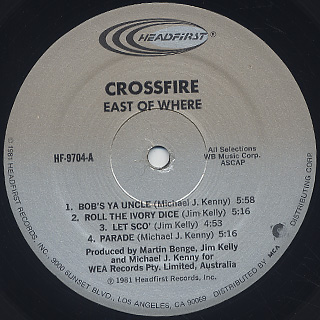 HEADFIRST®
CROSSFIRE
EAST OF WHERE
HF-9704-A
All Selections
WB Music Corp.
ASCAP
1. BOB'S YA UNCLE (Michael J. Kenny) 5:58
2. ROLL THE IVORY DICE (Jim Kelly) 5:16
3. LET SCO' (Jim Kelly) 4:53
4. PARADE (Michael J. Kenny) 5:16
Produced by Martin Benge, Jim Kelly
and Michael J. Kenny for
WEA Records Pty. Limited, Australia
℗ 1981 Headfirst Records, Inc.
© 1981 HEADFIRST RECORDS, INC.
HEADFIRST RECORDS, INC. 9000 SUNSET BLVD., LOS ANGELES, CA 90069 DISTRIBUTED BY MCA DISTRIBUTING CORP.